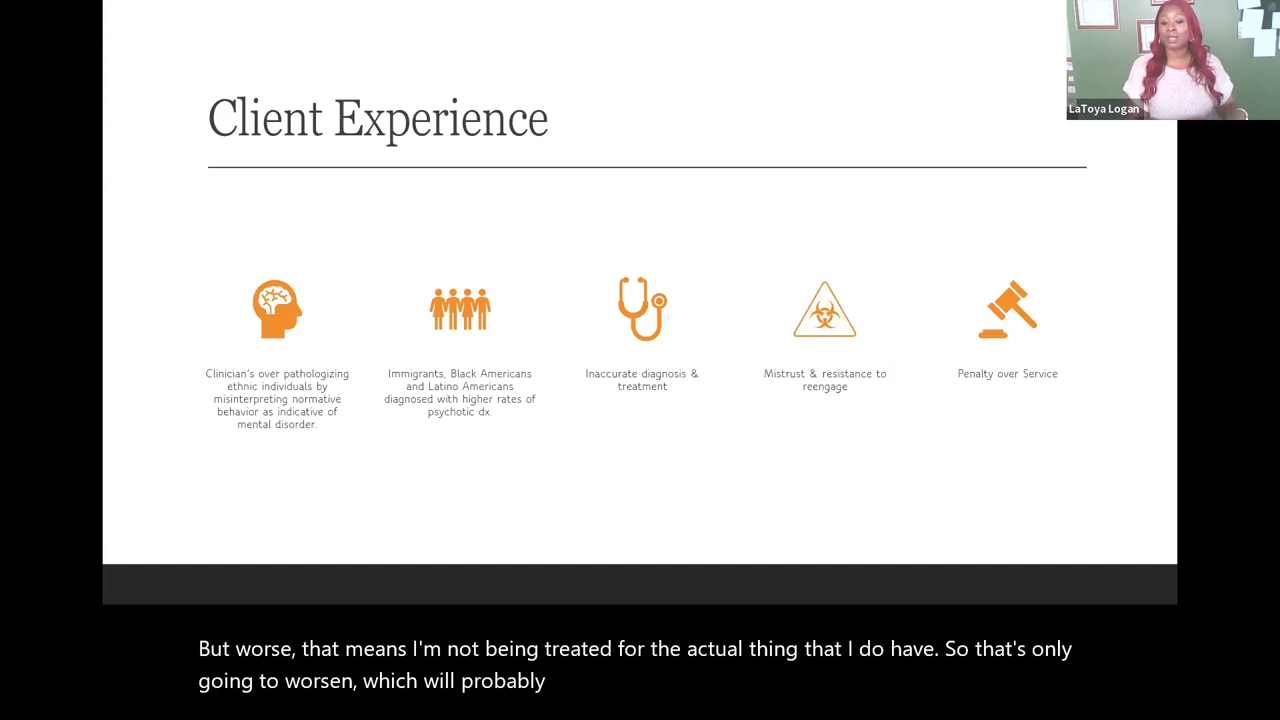 LaToya Logan
Client Experience
Clinician's over pathologizing
ethnic individuals by
misinterpreting normative
behavior as indicative of
mental disorder.
Immigrants, Black Americans
and Latino Americans
diagnosed with higher rates of
psychotic dx.
Inaccurate diagnosis &
treatment
Mistrust & resistance to
reengage
Penalty over Service
But worse, that means I'm not being treated for the actual thing that I do have. So that's only
going to worsen, which will probably